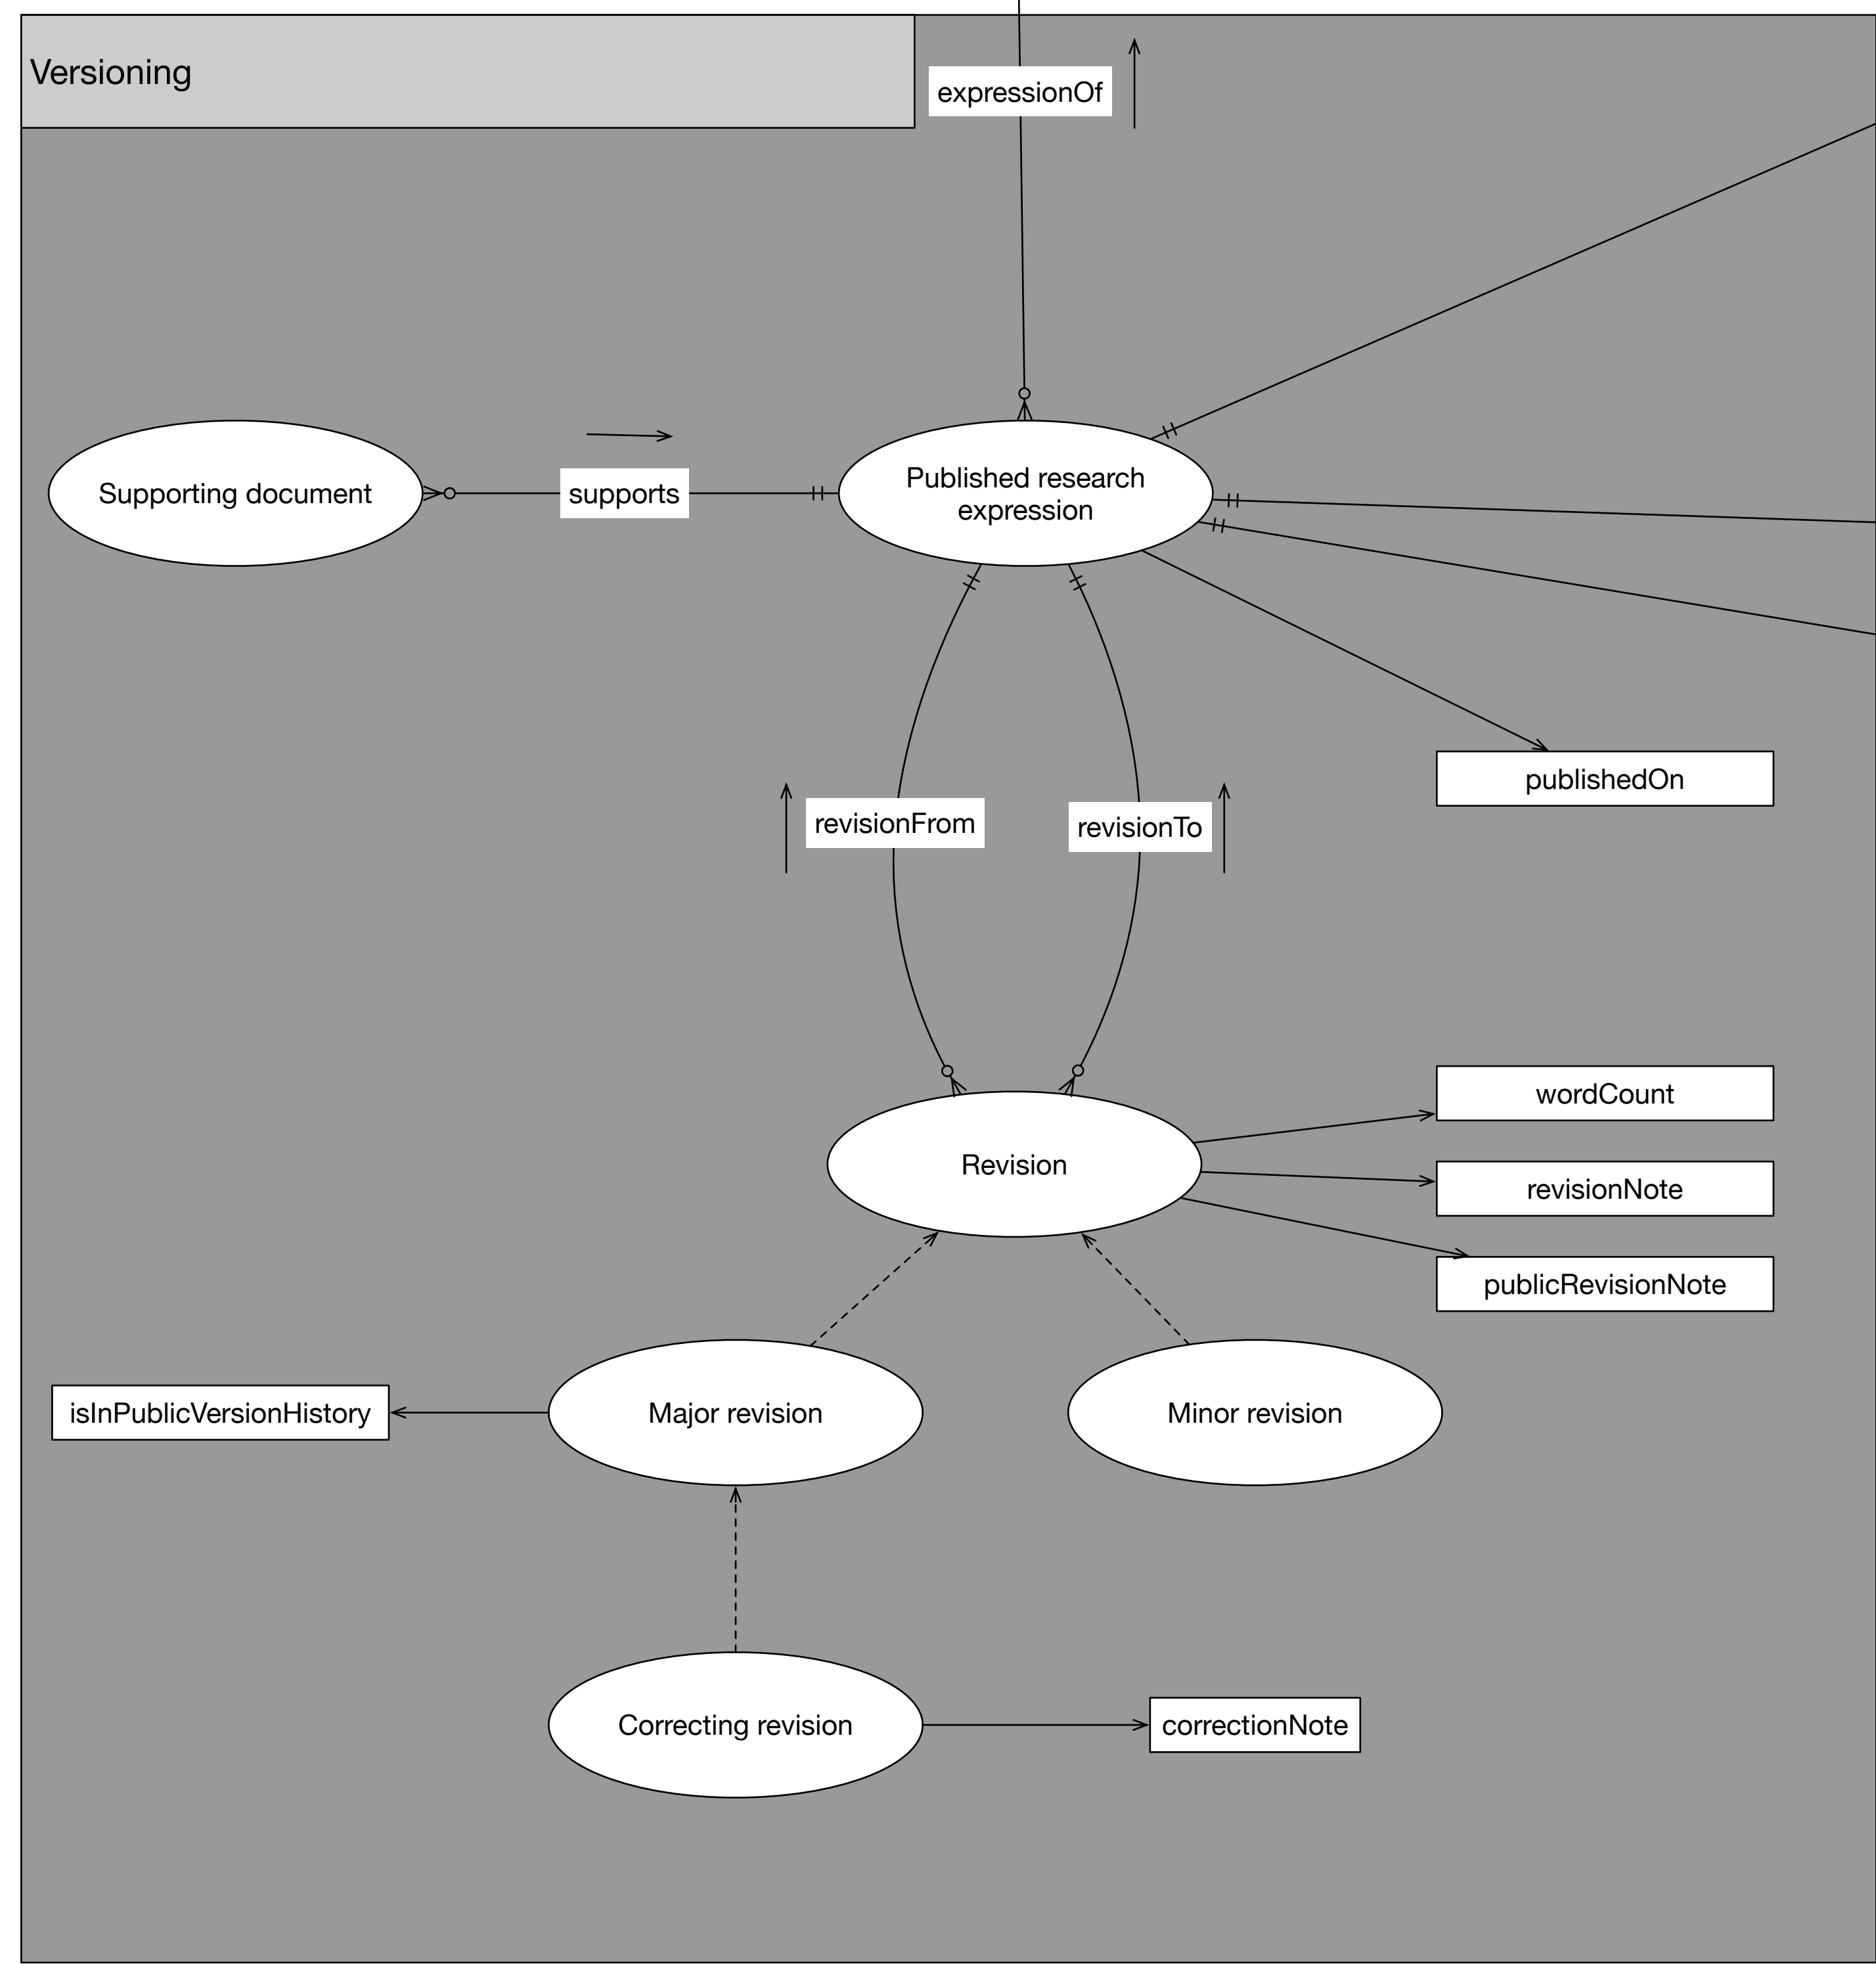 Versioning
expressionOf
Supporting document
supports
Published research
expression
publishedOn
revisionFrom
revisionTo
wordCount
Revision
revisionNote
publicRevisionNote
isInPublicVersionHistory
Major revision
Minor revision
Correcting revision
correctionNote